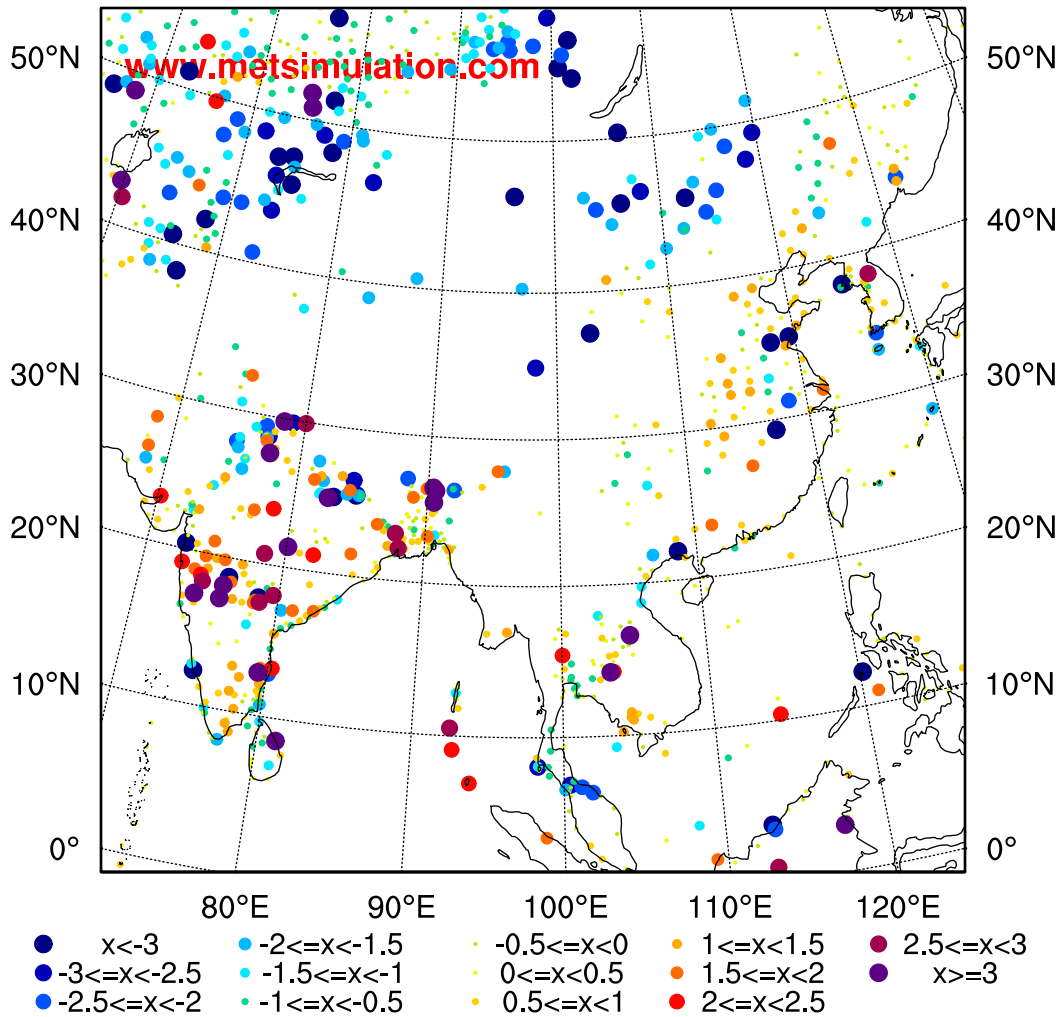 50°N 50°N
www.metsimulation.com
40°N 40°N
30°N 30°N
20°N 20°N
10°N 10°N
0° 0°
80°E 90°E 100°E 110°E 120°E
x<-3 -2<=x<-1.5 -0.5<=x<0 1<=x<1.5 2.5<=x<3
-3<=x<-2.5 -1.5<=x<-1 0<=x<0.5 1.5<=x<2 x>=3
-2.5<=x<-2 -1<=x<-0.5 0.5<=x<1 2<=x<2.5